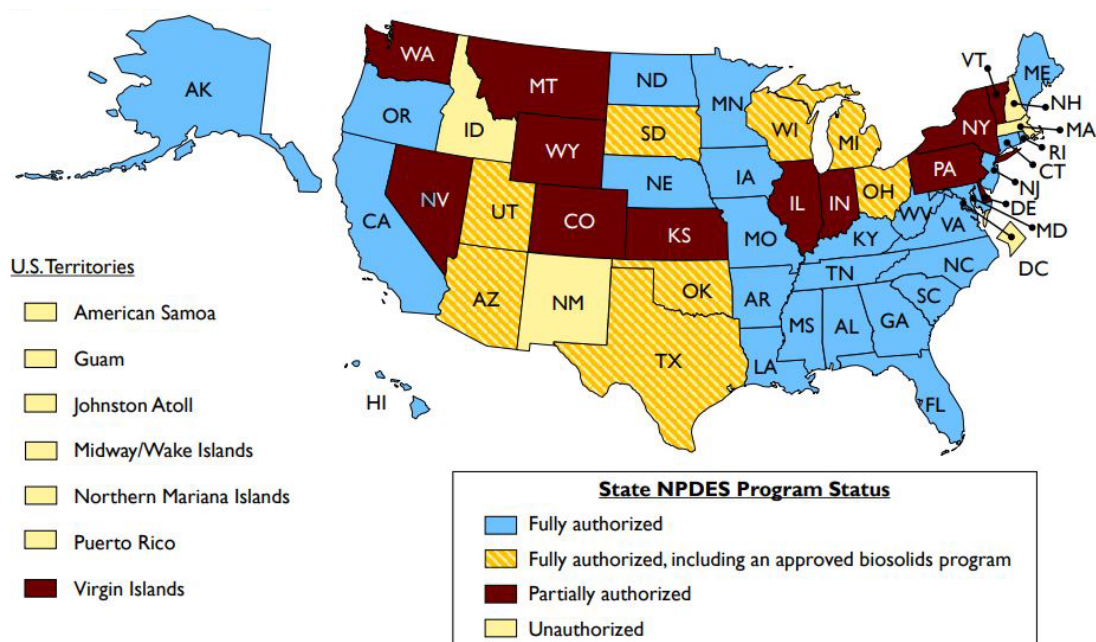 WA
VT
ME
AK
MT
ND
MN
NH
OR
ID
SD
WI
MI
NY
MA
WY
RI
PA
CT
IA
NE
NJ
NV
IL
IN
OH
DE
UT
CO
CA
KS
MO
KY
WV
VA
MD
DC
U.S. Territories
American Samoa
Guam
Johnston Atoll
Midway/Wake Islands
Northern Mariana Islands
Puerto Rico
Virgin Islands
AZ
NM
OK
AR
TN
NC
SC
MS
AL
GA
TX
LA
HI
FL
State NPDES Program Status
Fully authorized
Fully authorized, including an approved biosolids program
Partially authorized
Unauthorized